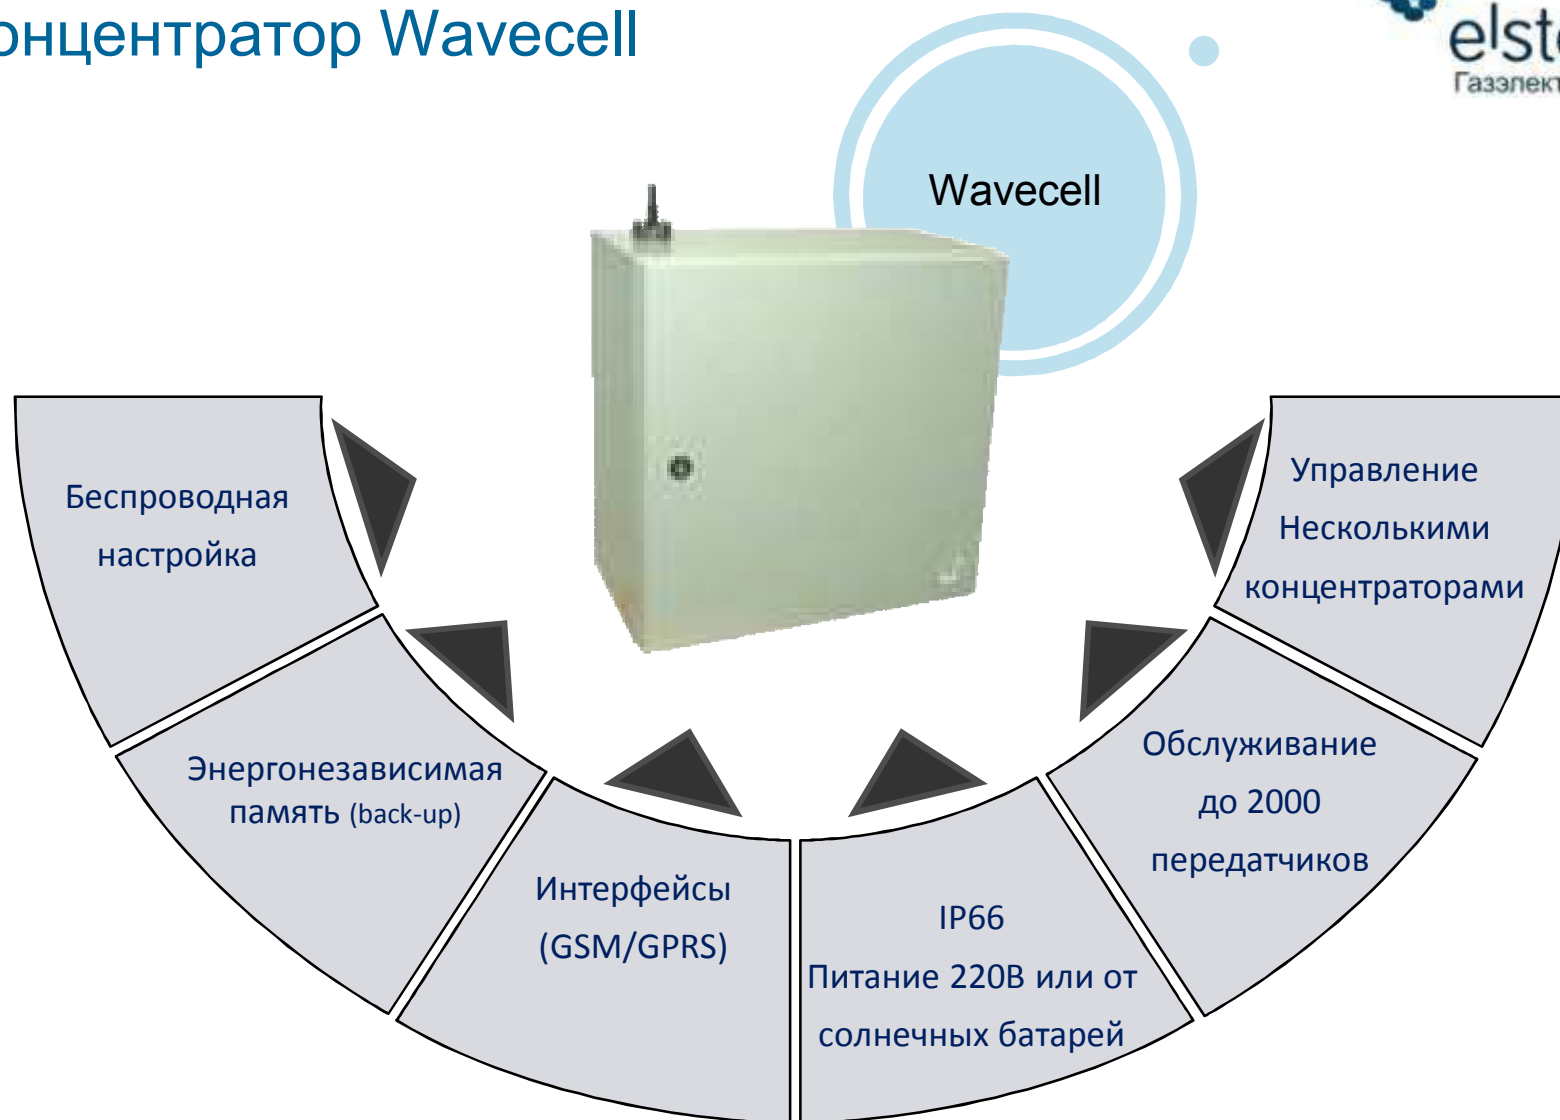 онцентратор Wavecell
elste
Газэлект
Wavecell
Беспроводная
настройка
Энергонезависимая
память (back-up)
Интерфейсы
(GSM/GPRS)
IP66
Питание 220В или от
солнечных батарей
Обслуживание
до 2000
передатчиков
Управление
Несколькими
концентраторами